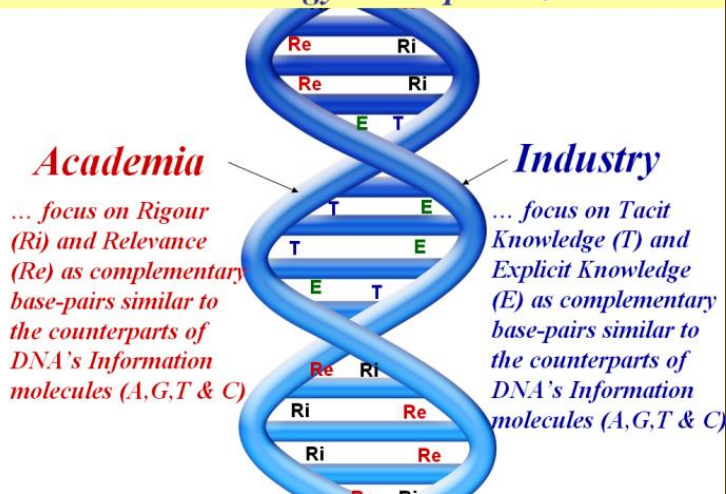 Re Ri
Re Ri
E T
Academia
Industry
… focus on Rigour
(Ri) and Relevance
(Re) as complementary
base-pairs similar to
the counterparts of
DNA's Information
molecules (A,G,T & C)
… focus on Tacit
Knowledge (T) and
Explicit Knowledge
(E) as complementary
base-pairs similar to
the counterparts of
DNA's Information
molecules (A,G,T & C)
T E
T E
E T
Re Ri
Ri Re
Ri Re